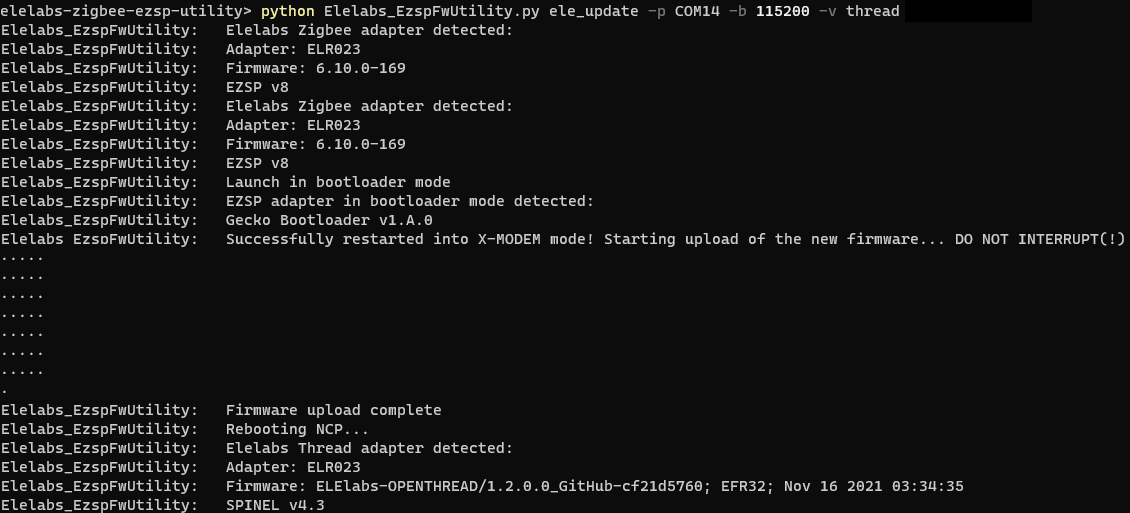 elelabs-zigbee-ezsp-utility> python Elelabs_EzspFwUtility.py ele_update -p COM14 -b 115200 -v thread
Elelabs_EzspFwUtility:   Elelabs Zigbee adapter detected:
Elelabs_EzspFwUtility:   Adapter: ELR023
Elelabs_EzspFwUtility:   Firmware: 6.10.0-169
Elelabs_EzspFwUtility:   EZSP v8
Elelabs_EzspFwUtility:   Elelabs Zigbee adapter detected:
Elelabs_EzspFwUtility:   Adapter: ELR023
Elelabs_EzspFwUtility:   Firmware: 6.10.0-169
Elelabs_EzspFwUtility:   EZSP v8
Elelabs_EzspFwUtility:   Launch in bootloader mode
Elelabs_EzspFwUtility:   EZSP adapter in bootloader mode detected:
Elelabs_EzspFwUtility:   Gecko Bootloader v1.A.0
Elelabs_EzspFwUtility:   Successfully restarted into X-MODEM mode! Starting upload of the new firmware... DO NOT INTERRUPT(!)
.....
.....
.....
.....
.....
.....
.....
.
Elelabs_EzspFwUtility:   Firmware upload complete
Elelabs_EzspFwUtility:   Rebooting NCP...
Elelabs_EzspFwUtility:   Elelabs Thread adapter detected:
Elelabs_EzspFwUtility:   Adapter: ELR023
Elelabs_EzspFwUtility:   Firmware: ELElabs-OPENTHREAD/1.2.0.0_GitHub-cf21d5760; EFR32; Nov 16 2021 03:34:35
Elelabs_EzspFwUtility:   SPINEL v4.3